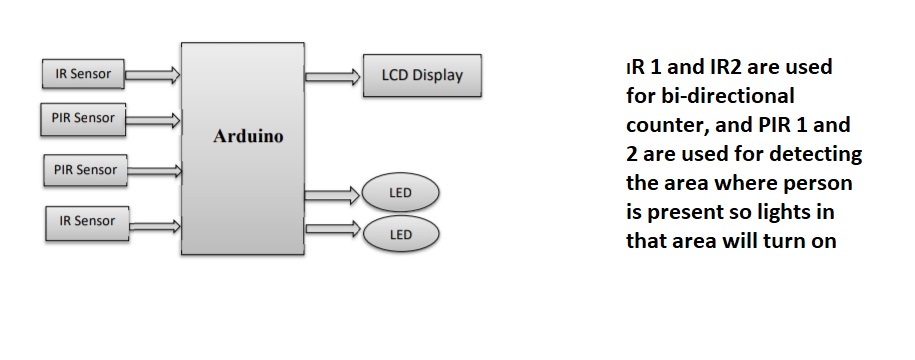 IR Sensor
PIR Sensor
PIR Sensor
IR Sensor
Arduino
LCD Display
LED
LED
IR 1 and IR2 are used
for bi-directional
counter, and PIR 1 and
2 are used for detecting
the area where person
is present so lights in
that area will turn on